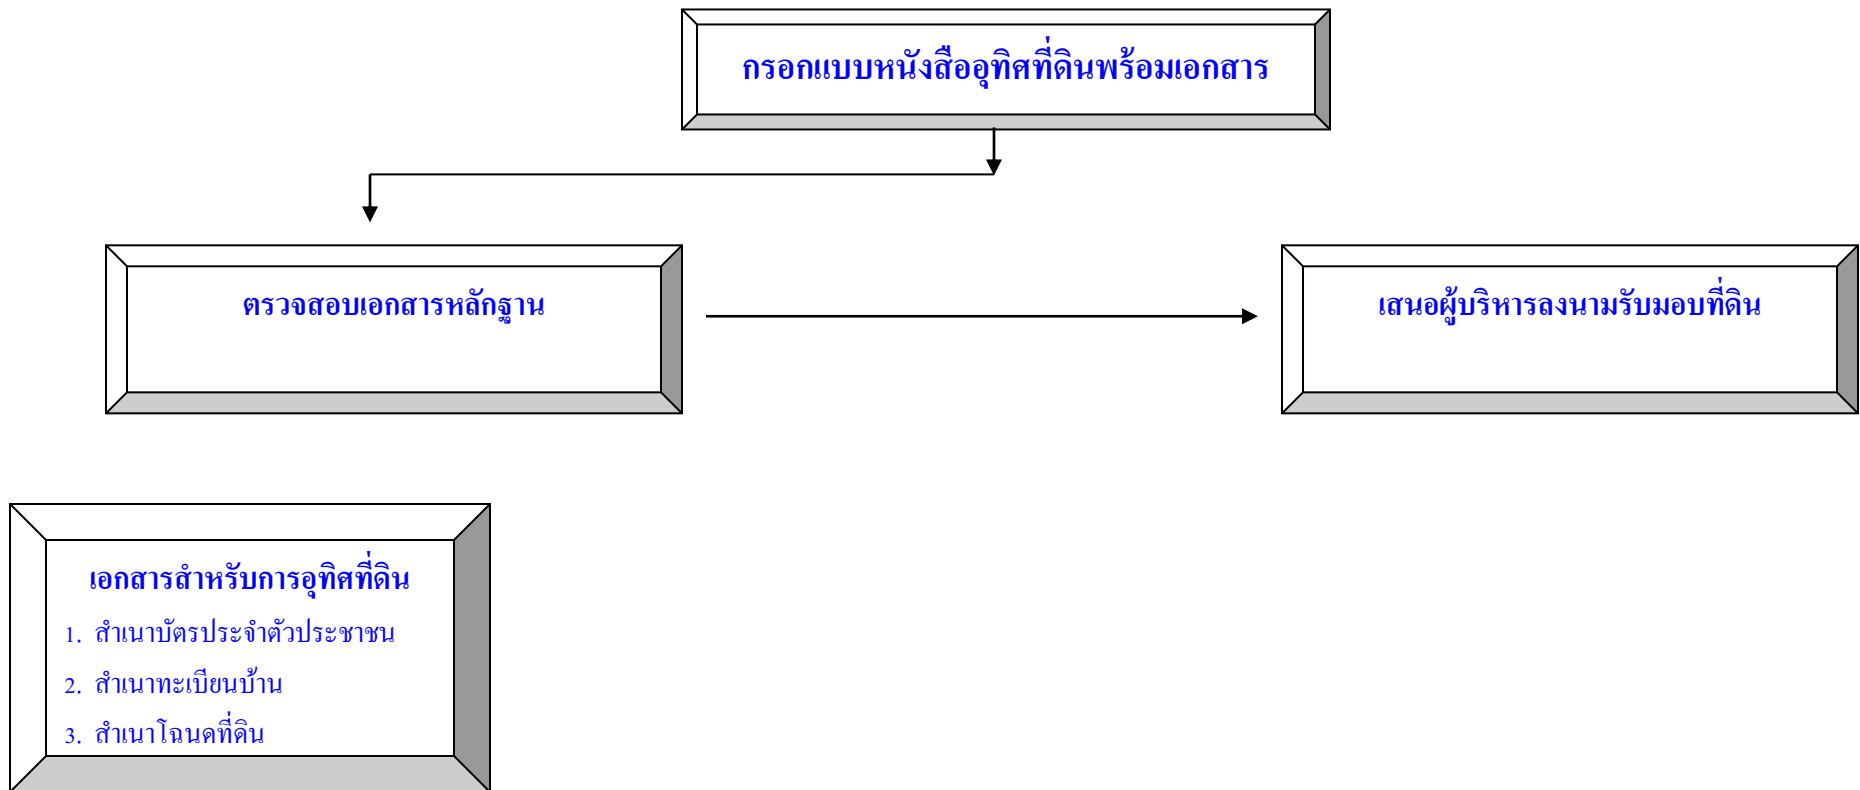 กรอกแบบหนังสืออุทิศที่ดินพร้อมเอกสาร
ตรวจสอบเอกสารหลักฐาน
เสนอผู้บริหารลงนามรับมอบที่ดิน
เอกสารสำหรับการอุทิศที่ดิน
1. สำเนาบัตรประจำตัวประชาชน
2. สำเนาทะเบียนบ้าน
3. สำเนาโฉนดที่ดิน